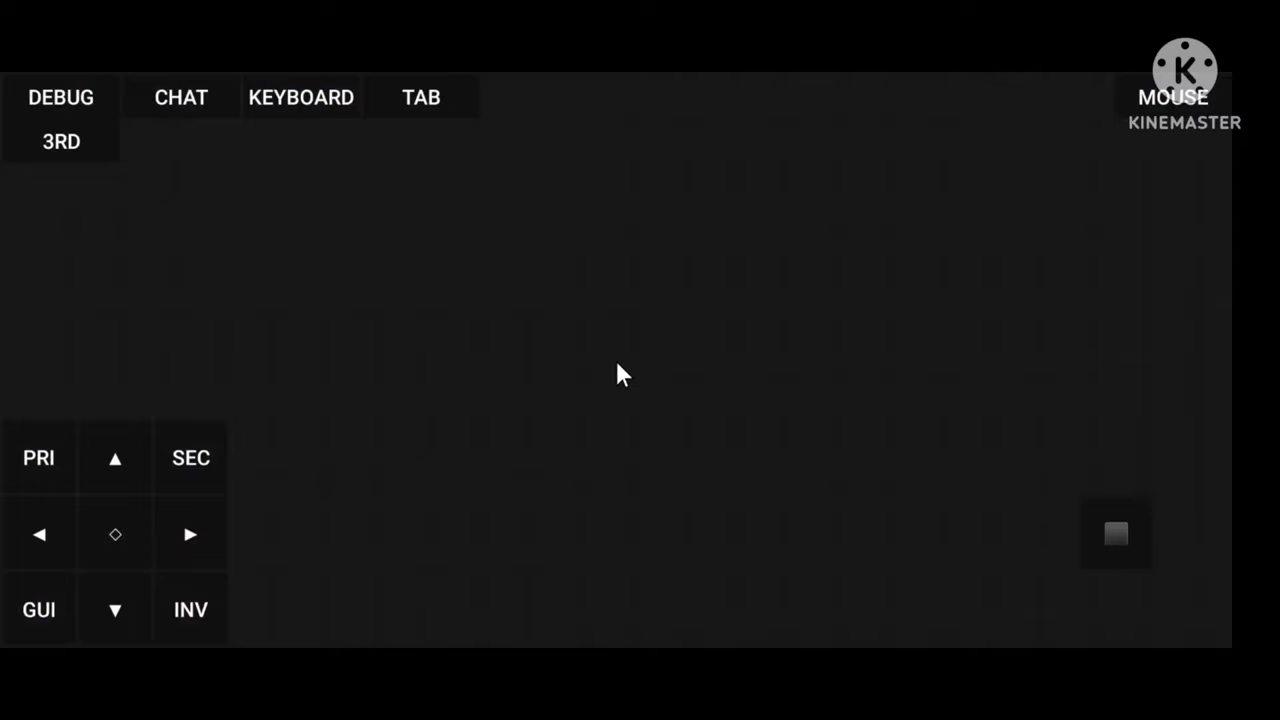 DEBUG CHAT KEYBOARD TAB MOUSE
KINEMASTER
3RD
PRI ▲ SEC
◄ ◇ ►
GUI ▼ INV